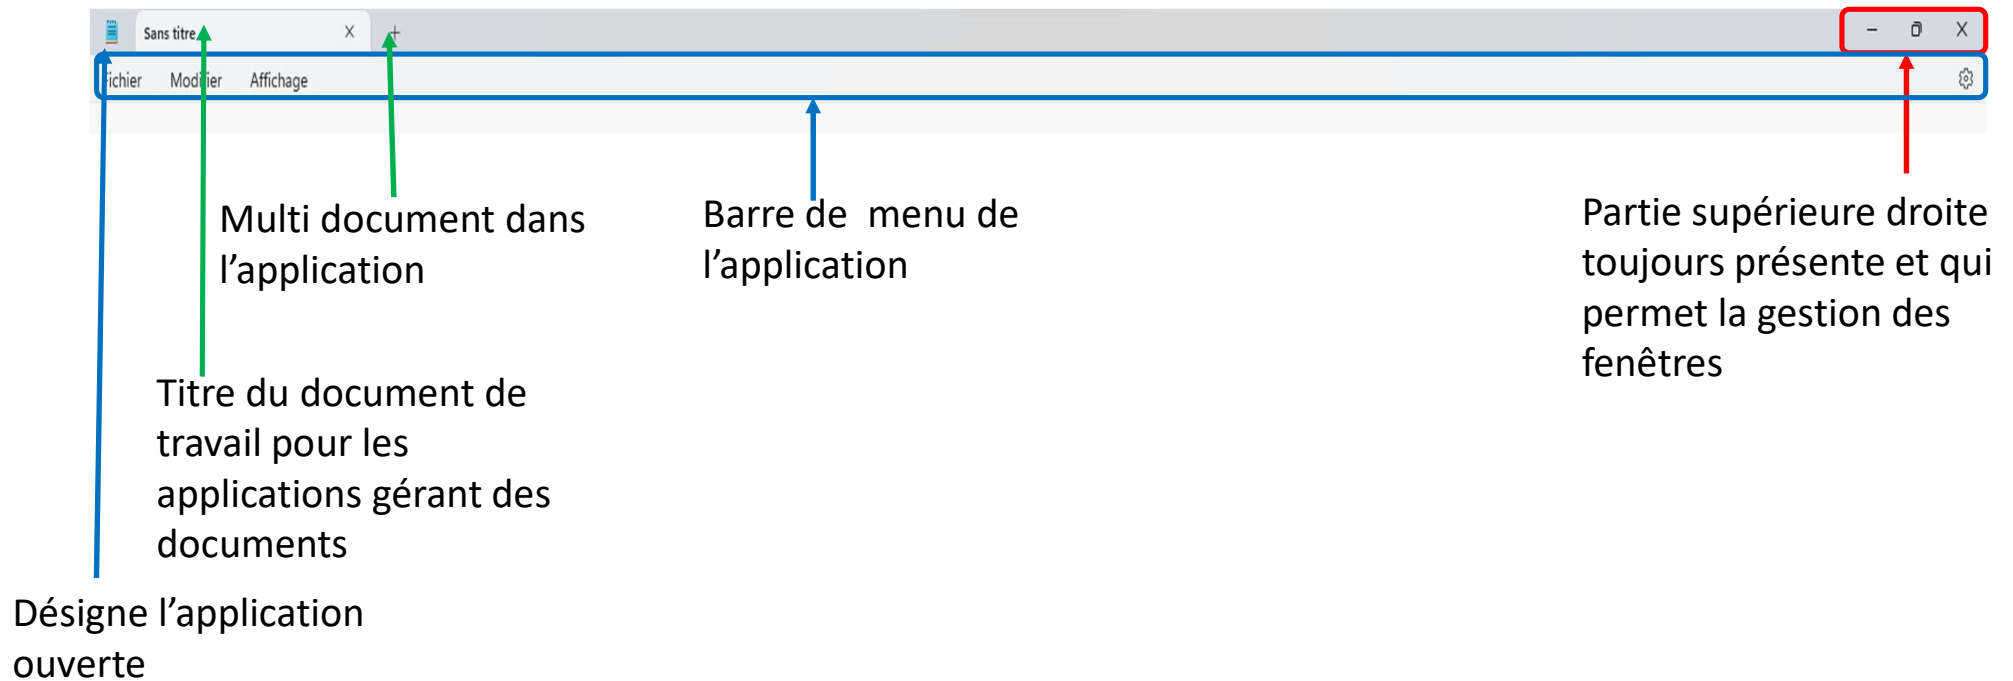 Sans titre
Fichier Modifier Affichage
Multi document dans
l’application
Barre de menu de
l’application
Partie supérieure droite
toujours présente et qui
permet la gestion des
fenêtres
Titre du document de
travail pour les
applications gérant des
documents
Désigne l’application
ouverte